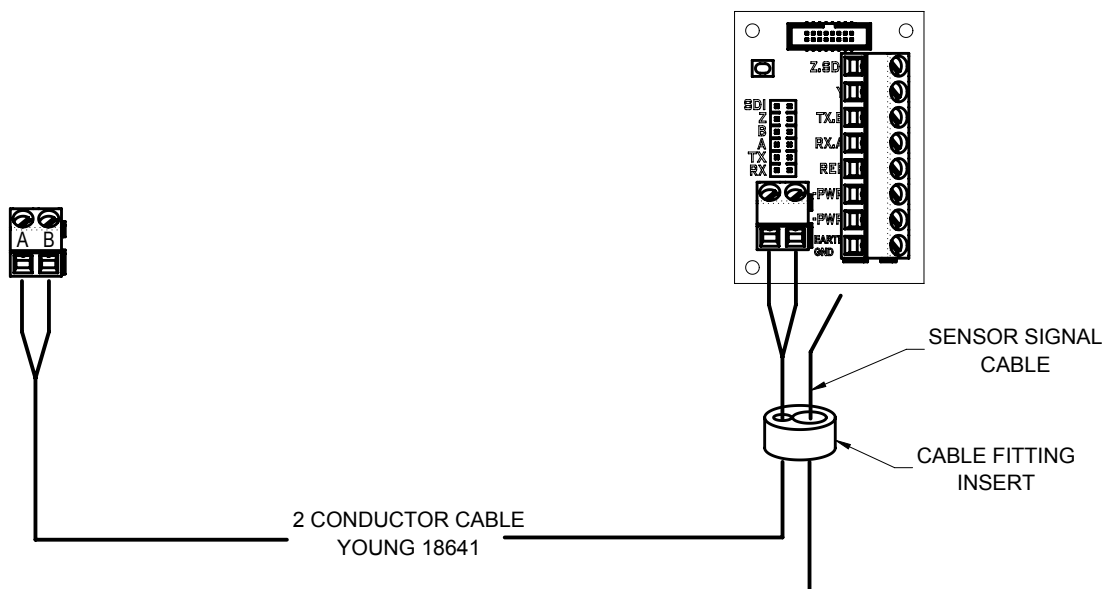 Z.SD
Y
SDI
Z
TX.B
B
A
RX.A
TX
RX
REF
-PWR
-PWR
EARTH
GND
A B
SENSOR SIGNAL
CABLE
CABLE FITTING
INSERT
2 CONDUCTOR CABLE
YOUNG 18641